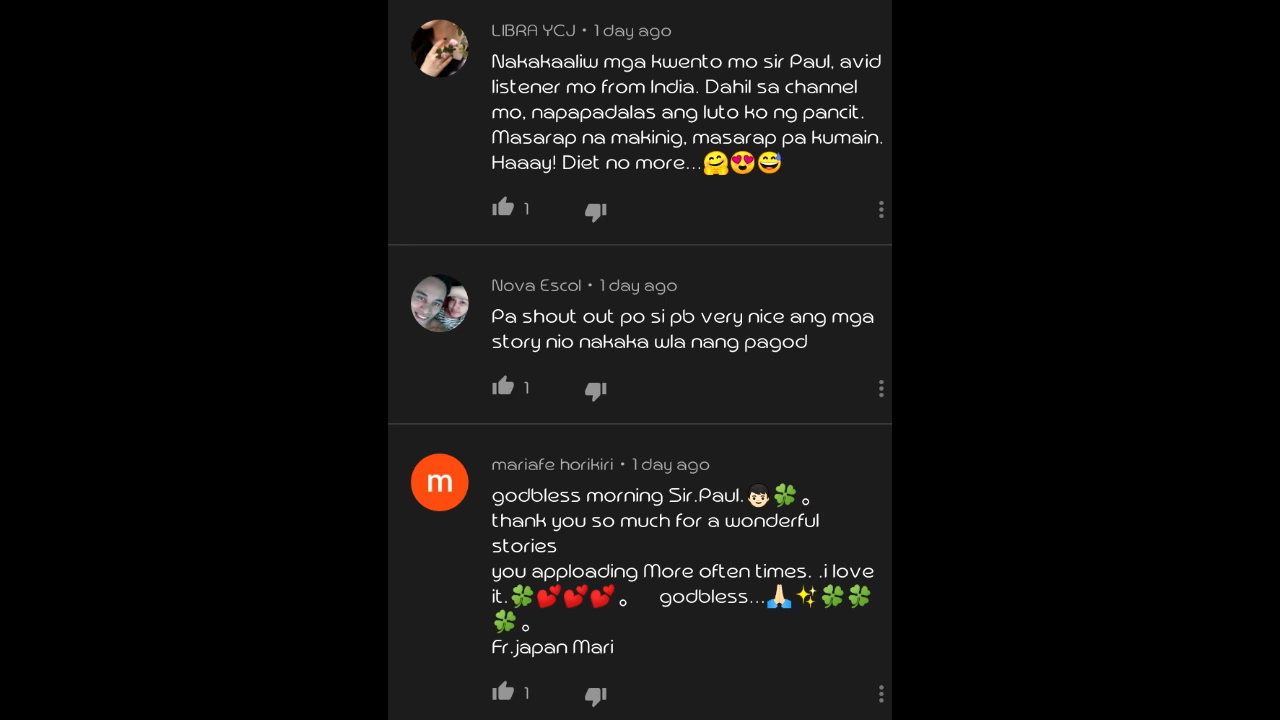 LIBRA YCJ • 1 day ago
Nakakaaliw mga kwento mo sir Paul, avid
listener mo from India. Dahil sa channel
mo, napapadalas ang luto ko ng pancit.
Masarap na makinig, masarap pa kumain.
Haaay! Diet no more...🤗😍😅
1
Nova Escol • 1 day ago
Pa shout out po si pb very nice ang mga
story nio nakaka wla nang pagod
1
m
mariafe horikiri • 1 day ago
godbless morning Sir.Paul.👦🏻🍀。
thank you so much for a wonderful
stories
you apploading More often times. .i love
it.🍀💕💕💕。 godbless...🙏🏻✨🍀🍀
🍀。
Fr.japan Mari
1